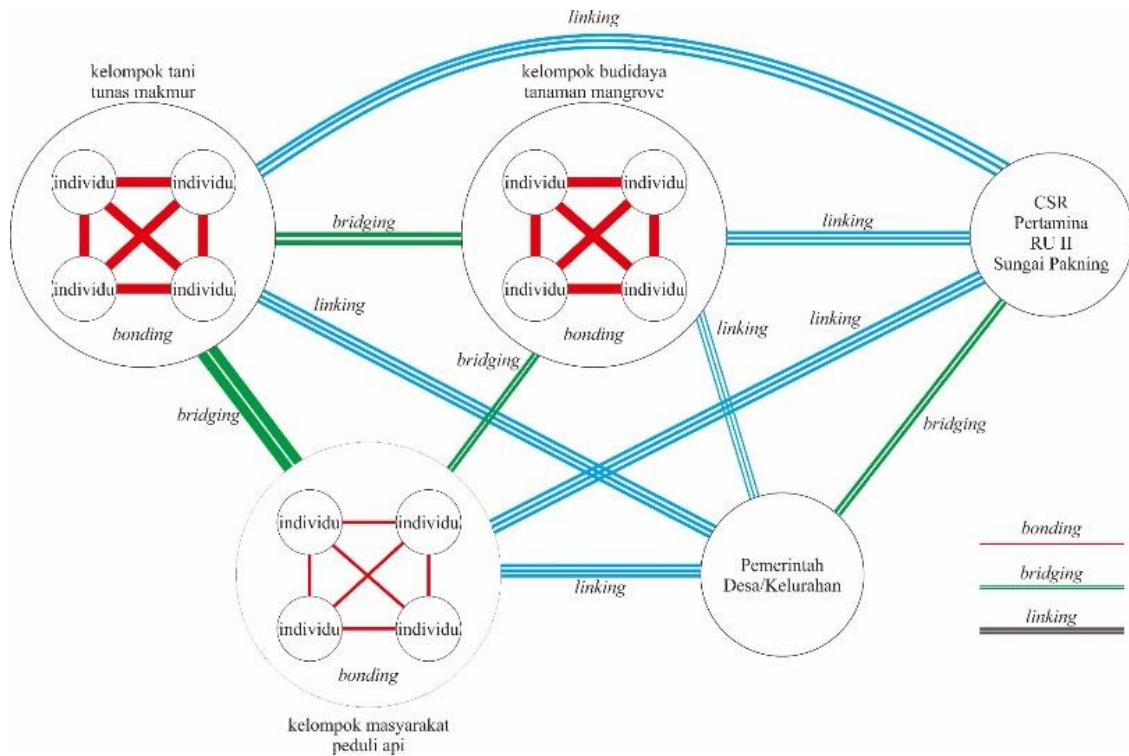 linking
kelompok tani
tunas makmur
kelompok budidaya
tanaman mangrove
individu
individu
individu
individu
bonding
bridging
individu
individu
individu
individu
bonding
linking
CSR
Pertamina
RU II
Sungai Pakning
linking
linking
linking
bridging
bridging
bridging
individu
individu
individu
individu
bonding
kelompok masyarakat
peduli api
linking
Pemerintah
Desa/Kelurahan
bonding
bridging
linking